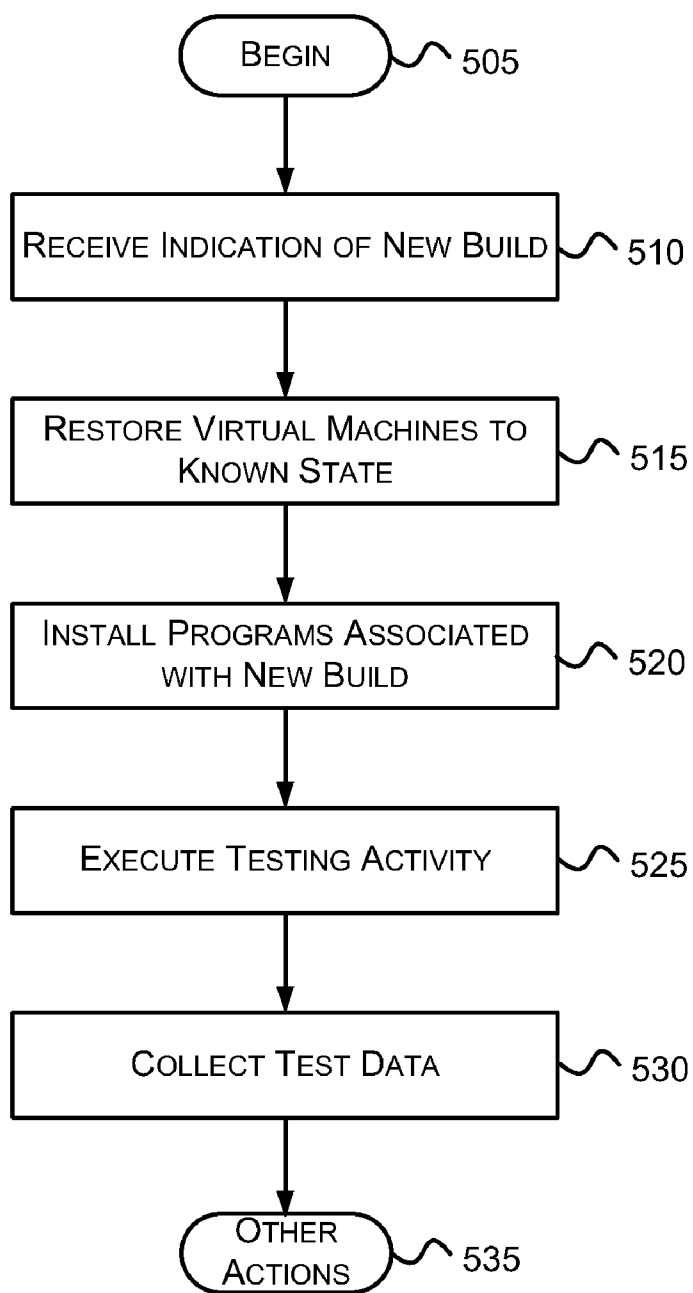 BEGIN
505
RECEIVE INDICATION OF NEW BUILD
510
RESTORE VIRTUAL MACHINES TO
KNOWN STATE
515
INSTALL PROGRAMS ASSOCIATED
WITH NEW BUILD
520
EXECUTE TESTING ACTIVITY
525
COLLECT TEST DATA
530
OTHER
ACTIONS
535